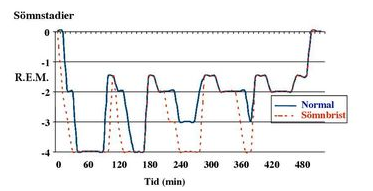 Sömnstadier
0
-1
R.E.M.
-2
Normal
Sömnbrist
-3
-4
0 60 120 180 240 300 360 420 480
Tid (min)